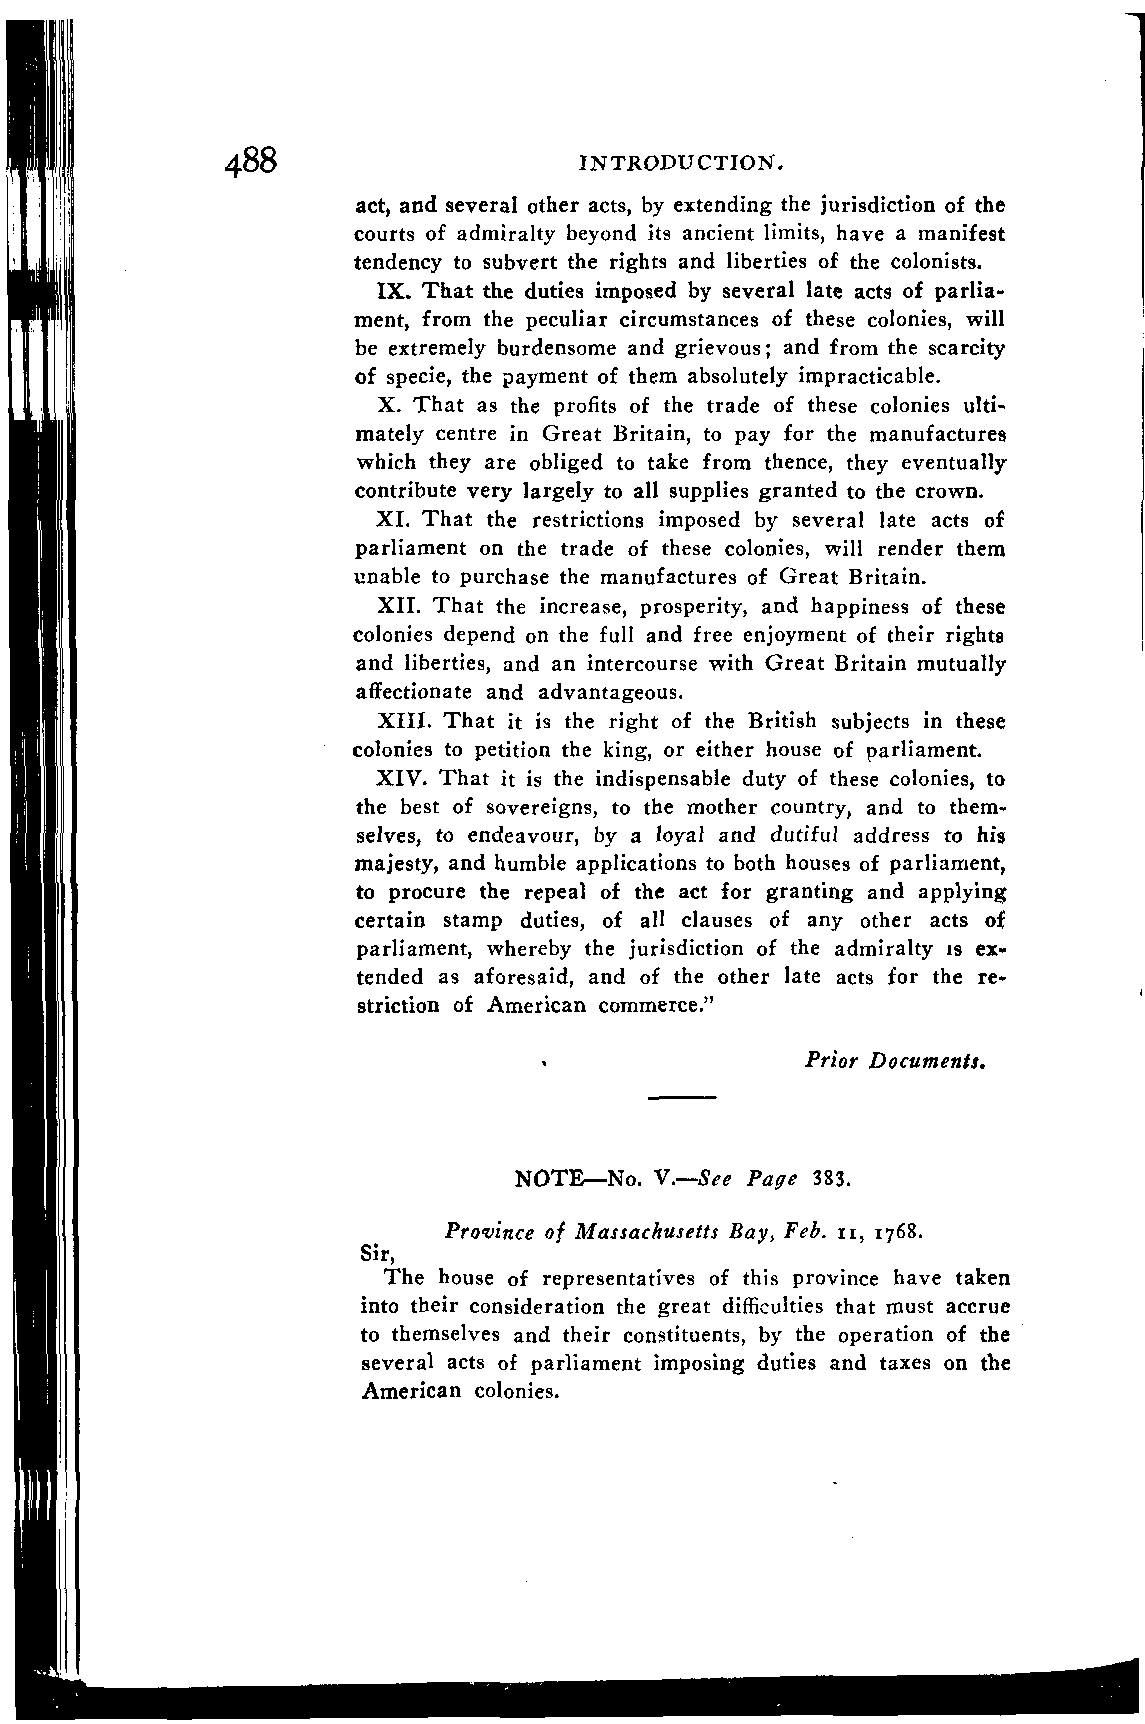 488 INTRODUCTION.
act, and several other acts, by extending the jurisdiction of the
courts of admiralty beyond its ancient limits, have a manifest
tendency to subvert the rights and liberties of the colonists.
IX. That the duties imposed by several late acts of parlia-
ment, from the peculiar circumstances of these colonies, will
be extremely burdensome and grievous; and from the scarcity
of specie, the payment of them absolutely impracticable.
X. That as the profits of the trade of these colonies ulti-
mately centre in Great Britain, to pay for the manufactures
which they are obliged to take from thence, they eventually
contribute very largely to all supplies granted to the crown.
XI. That the restrictions imposed by several late acts of
parliament on the trade of these colonies, will render them
unable to purchase the manufactures of Great Britain.
XII. That the increase, prosperity, and happiness of these
colonies depend on the full and free enjoyment of their rights
and liberties, and an intercourse with Great Britain mutually
affectionate and advantageous.
XIII. That it is the right of the British subjects in these
colonies to petition the king, or either house of parliament.
XIV. That it is the indispensable duty of these colonies, to
the best of sovereigns, to the mother country, and to them-
selves, to endeavour, by a loyal and dutiful address to his
majesty, and humble applications to both houses of parliament,
to procure the repeal of the act for granting and applying
certain stamp duties, of all clauses of any other acts of
parliament, whereby the jurisdiction of the admiralty is ex-
tended as aforesaid, and of the other late acts for the re-
striction of American commerce."
Prior Documents.
NOTE—No. V.—See Page 383.
Province of Massachusetts Bay, Feb. 11, 1768.
Sir,
The house of representatives of this province have taken
into their consideration the great difficulties that must accrue
to themselves and their constituents, by the operation of the
several acts of parliament imposing duties and taxes on the
American colonies.